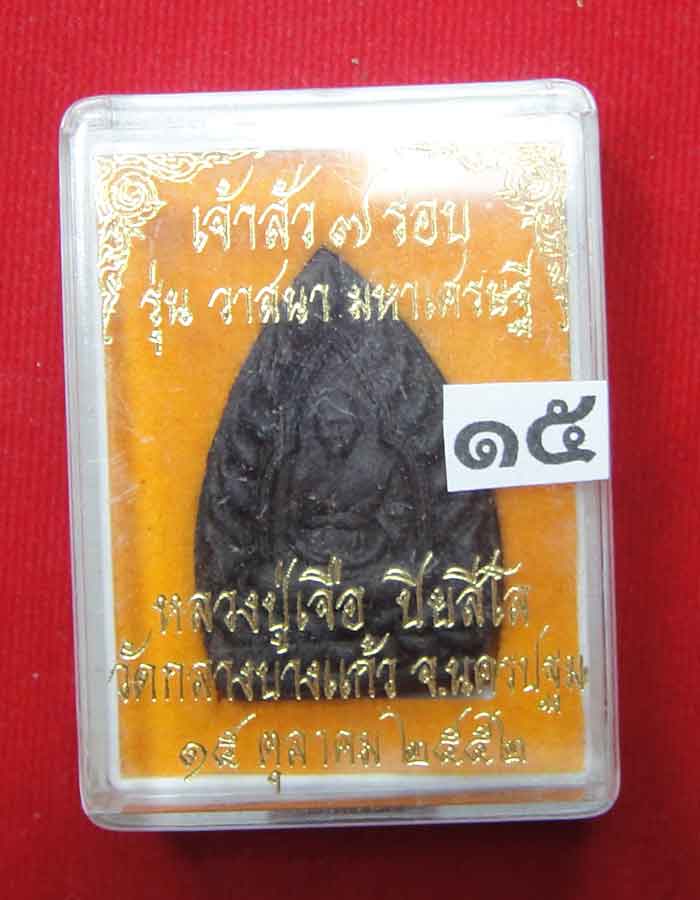 เจ้าสัว ๗ รอบ
รุ่น วาสนา มหาเศรษฐี
๑๕
หลวงปู่เจือ ปิยสีโล
วัดกลางบางแก้ว จ.นครปฐม
๑๕ ตุลาคม ๒๕๕๒